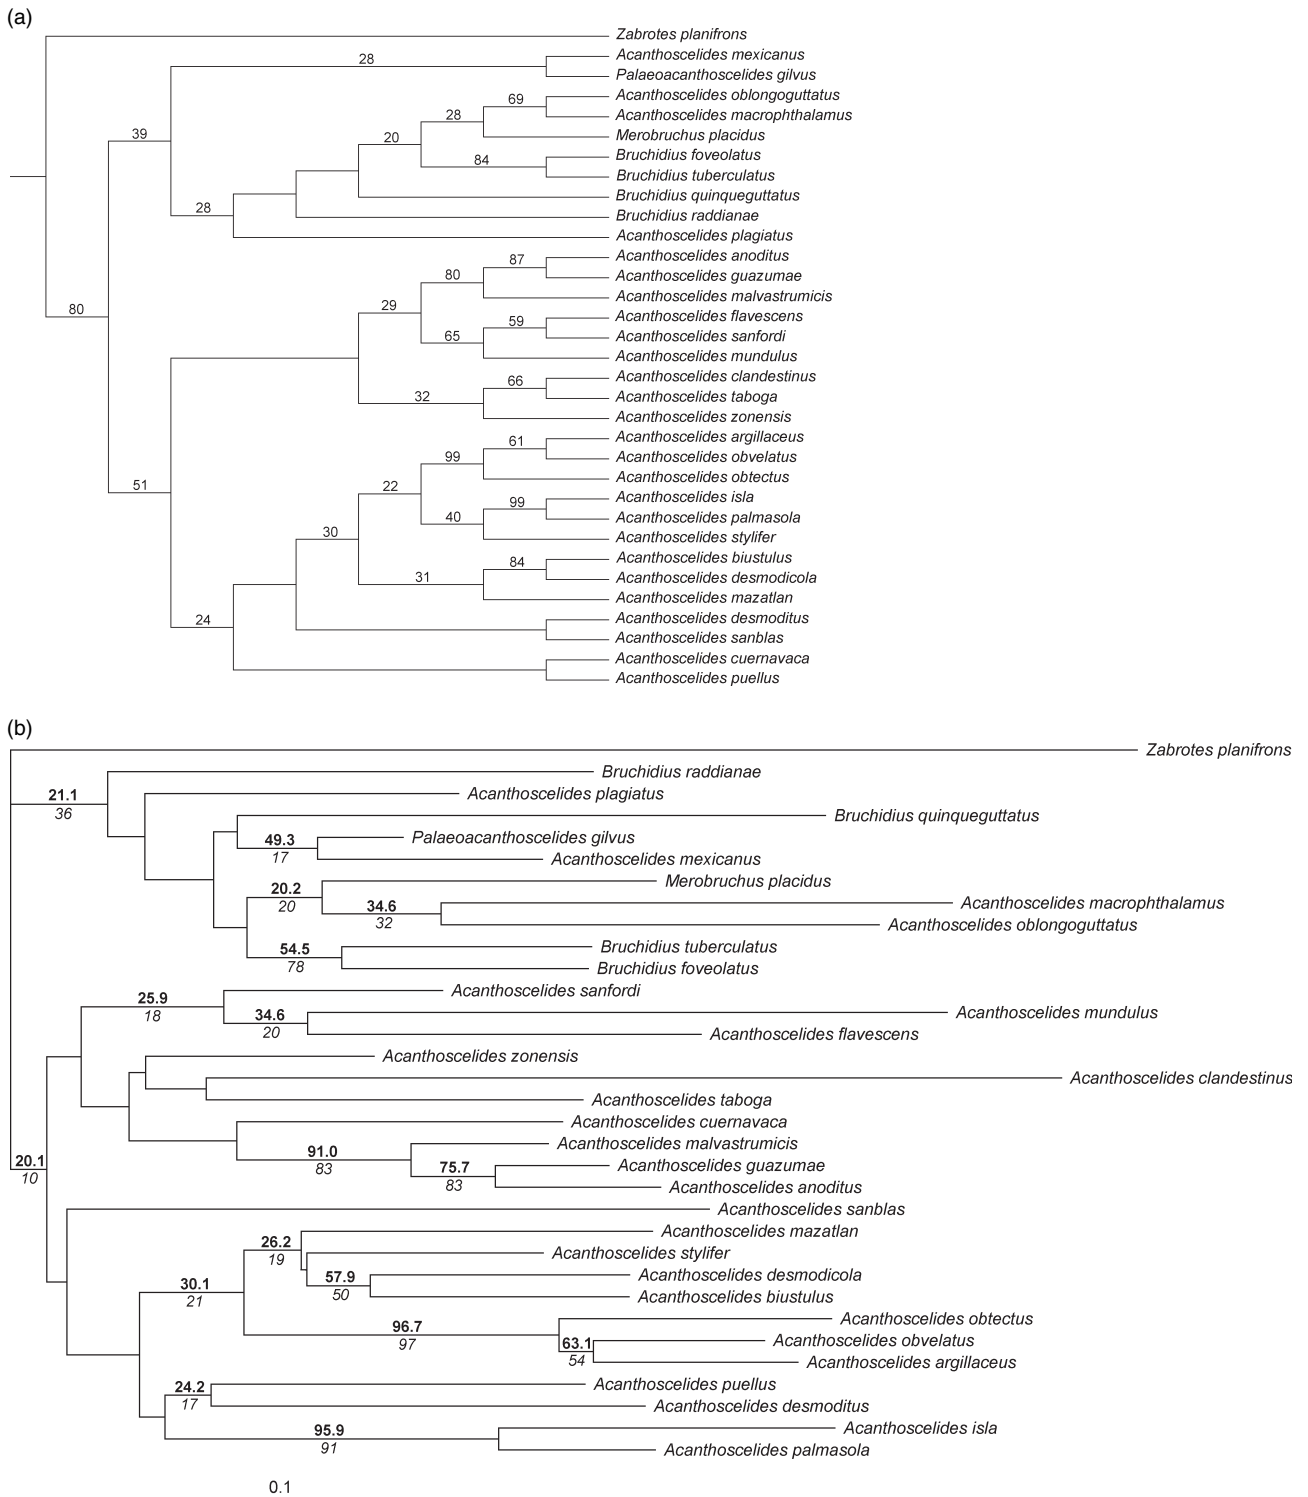 (a)
Zabrotes planifrons
28
Acanthoscelides mexicanus
Palaeoacanthoscelides gilvus
69
Acanthoscelides oblongoguttatus
28
Acanthoscelides macrophthalamus
39
20
Merobruchus placidus
84
Bruchidius foveolatus
Bruchidius tuberculatus
Bruchidius quinqueguttatus
28
Bruchidius raddianae
Acanthoscelides plagiatus
87
Acanthoscelides anoditus
80
Acanthoscelides guazumae
Acanthoscelides malvastrumicis
80
29
59
Acanthoscelides flavescens
65
Acanthoscelides sanfordi
Acanthoscelides mundulus
66
Acanthoscelides clandestinus
32
Acanthoscelides taboga
Acanthoscelides zonensis
61
Acanthoscelides argillaceus
99
Acanthoscelides obvelatus
Acanthoscelides obtectus
51
22
99
Acanthoscelides isla
40
Acanthoscelides palmasola
30
Acanthoscelides stylifer
84
Acanthoscelides biustulus
31
Acanthoscelides desmodicola
Acanthoscelides mazatlan
24
Acanthoscelides desmoditus
Acanthoscelides sanblas
Acanthoscelides cuernavaca
Acanthoscelides puellus
(b)
Zabrotes planifrons
Bruchidius raddianae
21.1
36
Acanthoscelides plagiatus
Bruchidius quinqueguttatus
49.3
17
Palaeoacanthoscelides gilvus
Acanthoscelides mexicanus
20.2
20
Merobruchus placidus
34.6
32
Acanthoscelides macrophthalamus
Acanthoscelides oblongoguttatus
54.5
78
Bruchidius tuberculatus
Bruchidius foveolatus
25.9
18
Acanthoscelides sanfordi
34.6
20
Acanthoscelides mundulus
Acanthoscelides flavescens
Acanthoscelides zonensis
Acanthoscelides clandestinus
Acanthoscelides taboga
Acanthoscelides cuernavaca
91.0
83
Acanthoscelides malvastrumicis
20.1
10
75.7
83
Acanthoscelides guazumae
Acanthoscelides anoditus
Acanthoscelides sanblas
26.2
19
Acanthoscelides mazatlan
Acanthoscelides stylifer
30.1
21
57.9
50
Acanthoscelides desmodicola
Acanthoscelides biustulus
96.7
97
Acanthoscelides obtectus
63.1
54
Acanthoscelides obvelatus
Acanthoscelides argillaceus
24.2
17
Acanthoscelides puellus
Acanthoscelides desmoditus
95.9
91
Acanthoscelides isla
Acanthoscelides palmasola
0.1